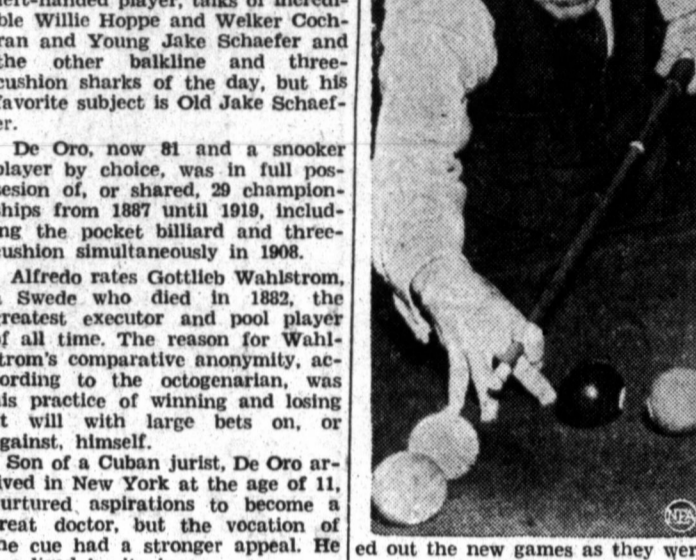 left-handed player, talks of incredi-
ble Willie Hoppe and Welker Coch-
ran and Young Jake Schaefer and
the other balkline and three-
cushion sharks of the day, but his
favorite subject is Old Jake Schaef-
er.
De Oro, now 81 and a snooker
player by choice, was in full pos-
sesion of, or shared, 29 champion-
ships from 1887 until 1919, includ-
ing the pocket billiard and three-
cushion simultaneously in 1908.
Alfredo rates Gottlieb Wahlstrom,
a Swede who died in 1882, the
greatest executor and pool player
of all time. The reason for Wahl-
strom's comparative anonymity, ac-
cording to the octogenarian, was
his practice of winning and losing
at will with large bets on, or
against, himself.
Son of a Cuban jurist, De Oro ar-
rived in New York at the age of 11,
nurtured aspirations to become a
great doctor, but the vocation of
the cue had a stronger appeal. He
NEA
ed out the new games as they